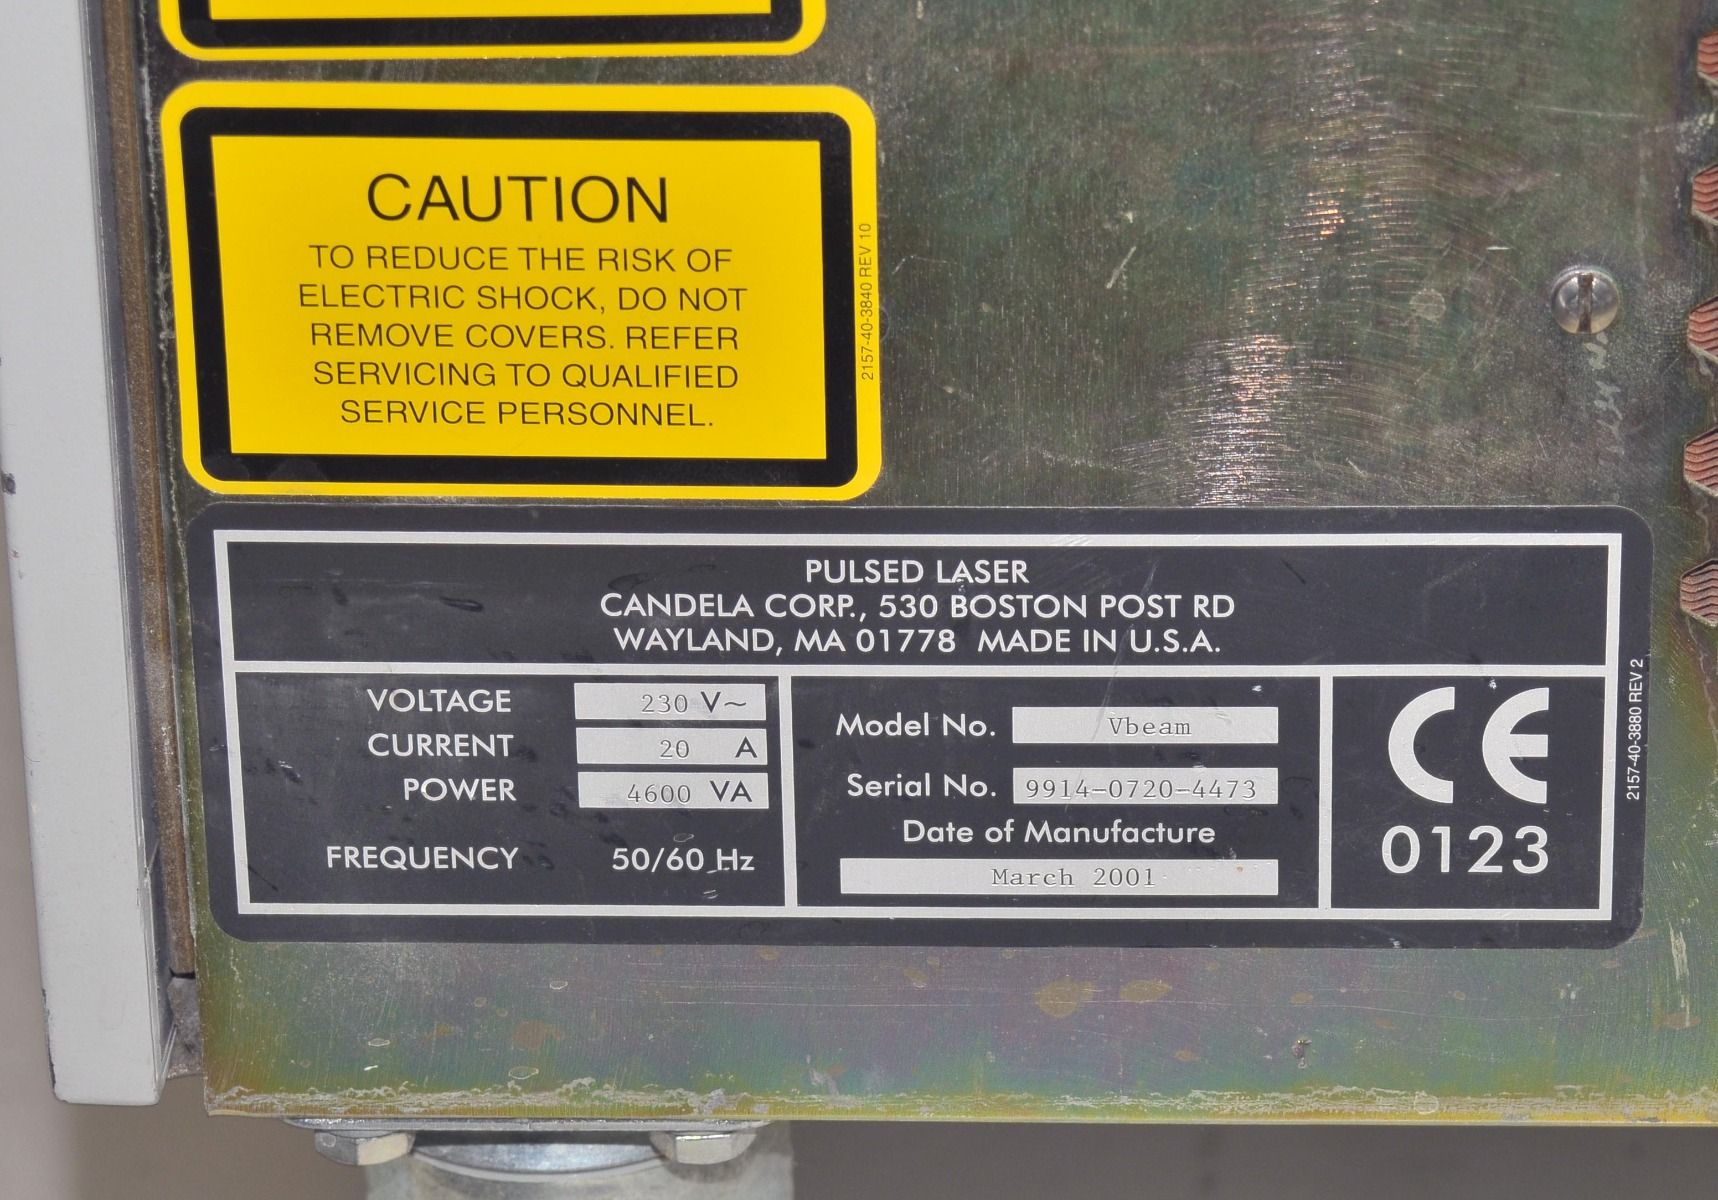 CAUTION
TO REDUCE THE RISK OF
ELECTRIC SHOCK, DO NOT
REMOVE COVERS. REFER
SERVICING TO QUALIFIED
SERVICE PERSONNEL.
2157-40-3840 REV 10
PULSED LASER
CANDELA CORP., 530 BOSTON POST RD
WAYLAND, MA 01778 MADE IN U.S.A.
VOLTAGE 230 V~
CURRENT 20 A
POWER 4600 VA
FREQUENCY 50/60 Hz
Model No. Vbeam
Serial No. 9914-0720-4473
Date of Manufacture
March 2001
CE
0123
2157-40-3880 REV 2